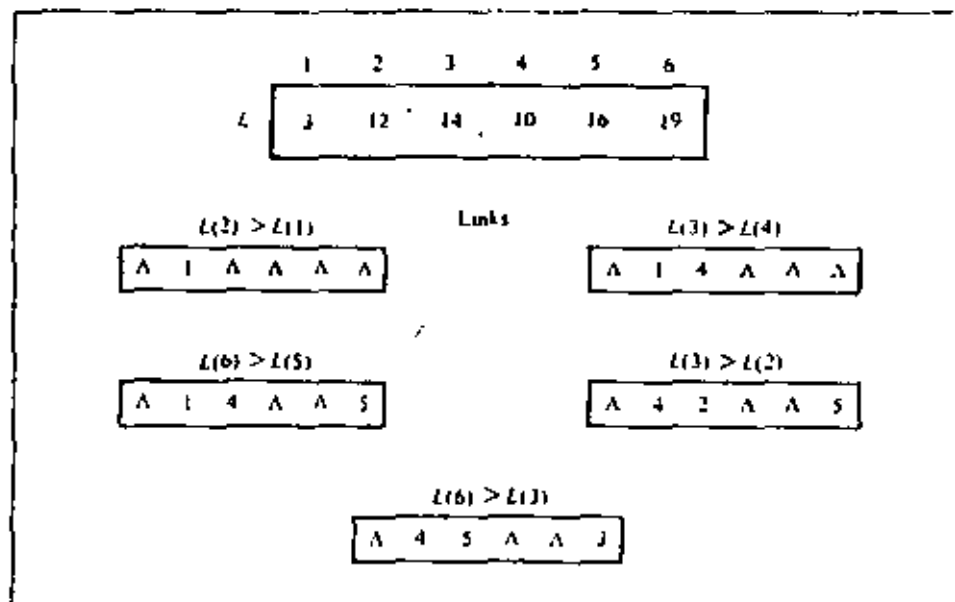 1 2 3 4 5 6
L 3 12 14 10 16 19
Links
L(2) > L(1)
Λ 1 Λ Λ Λ Λ
L(3) > L(4)
Λ 1 4 Λ Λ Λ
L(6) > L(5)
Λ 1 4 Λ Λ 5
L(3) > L(2)
Λ 4 2 Λ Λ 5
L(6) > L(3)
Λ 4 5 Λ Λ 3